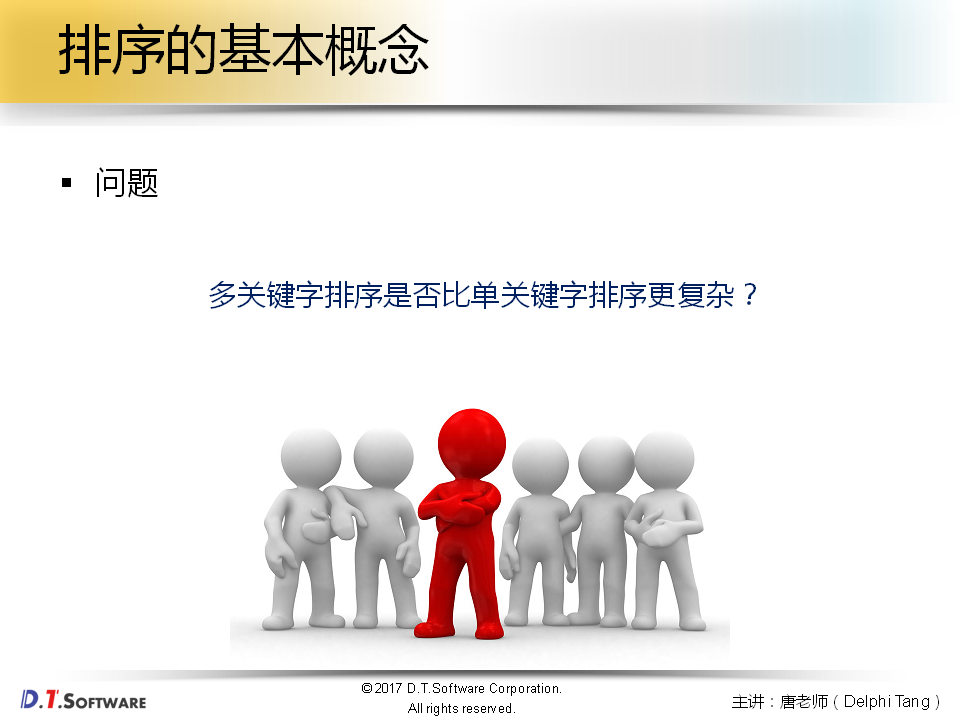 排序的基本概念
▪ 问题
多关键字排序是否比单关键字排序更复杂？
D.T.SOFTWARE
©2017 D.T.Software Corporation.
All rights reserved.
主讲：唐老师（Delphi Tang）